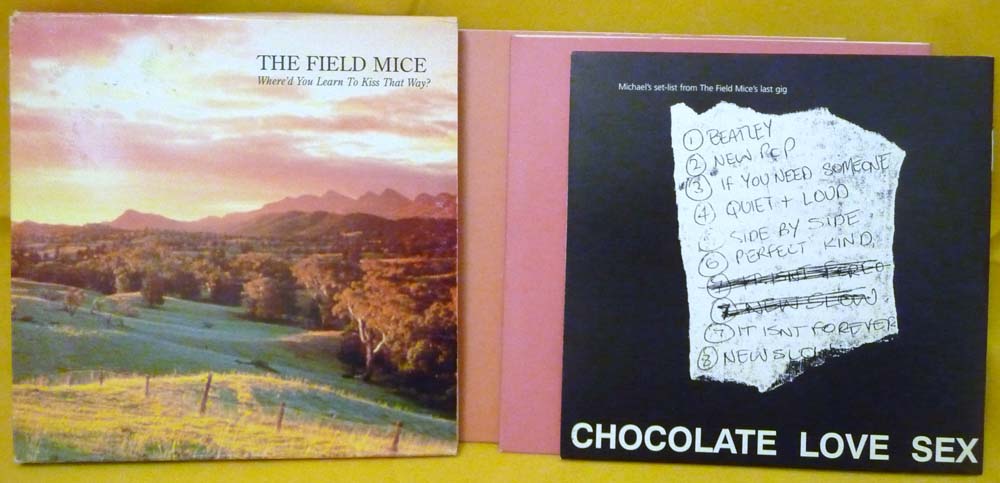 THE FIELD MICE
Where'd You Learn To Kiss That Way?
Michael's set-list from The Field Mice's last gig
① BEATLEY
② NEW POP
③ IF YOU NEED SOMEONE
④ QUIET + LOUD
SIDE BY SIDE
⑥ PERFECT KIND
NEW SLOW
⑦ IT ISNT FOREVER
⑧ NEW
CHOCOLATE LOVE SEX